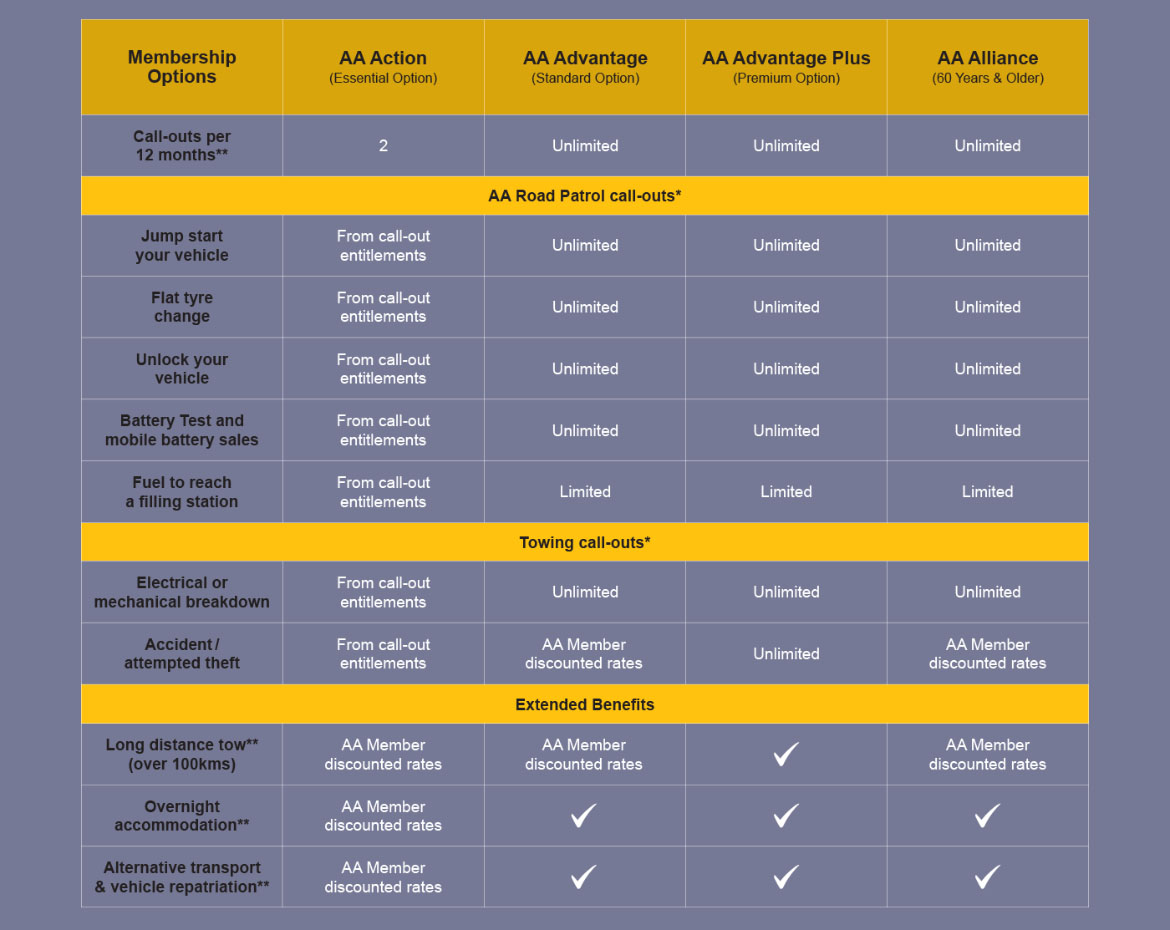 Membership
Options
AA Action
(Essential Option)
AA Advantage
(Standard Option)
AA Advantage Plus
(Premium Option)
AA Alliance
(60 Years & Older)
Call-outs per
12 months**
2
Unlimited
Unlimited
Unlimited
AA Road Patrol call-outs*
Jump start
your vehicle
From call-out
entitlements
Unlimited
Unlimited
Unlimited
Flat tyre
change
From call-out
entitlements
Unlimited
Unlimited
Unlimited
Unlock your
vehicle
From call-out
entitlements
Unlimited
Unlimited
Unlimited
Battery Test and
mobile battery sales
From call-out
entitlements
Unlimited
Unlimited
Unlimited
Fuel to reach
a filling station
From call-out
entitlements
Limited
Limited
Limited
Towing call-outs*
Electrical or
mechanical breakdown
From call-out
entitlements
Unlimited
Unlimited
Unlimited
Accident /
attempted theft
From call-out
entitlements
AA Member
discounted rates
Unlimited
AA Member
discounted rates
Extended Benefits
Long distance tow**
(over 100kms)
AA Member
discounted rates
AA Member
discounted rates
AA Member
discounted rates
Overnight
accommodation**
AA Member
discounted rates
Alternative transport
& vehicle repatriation**
AA Member
discounted rates